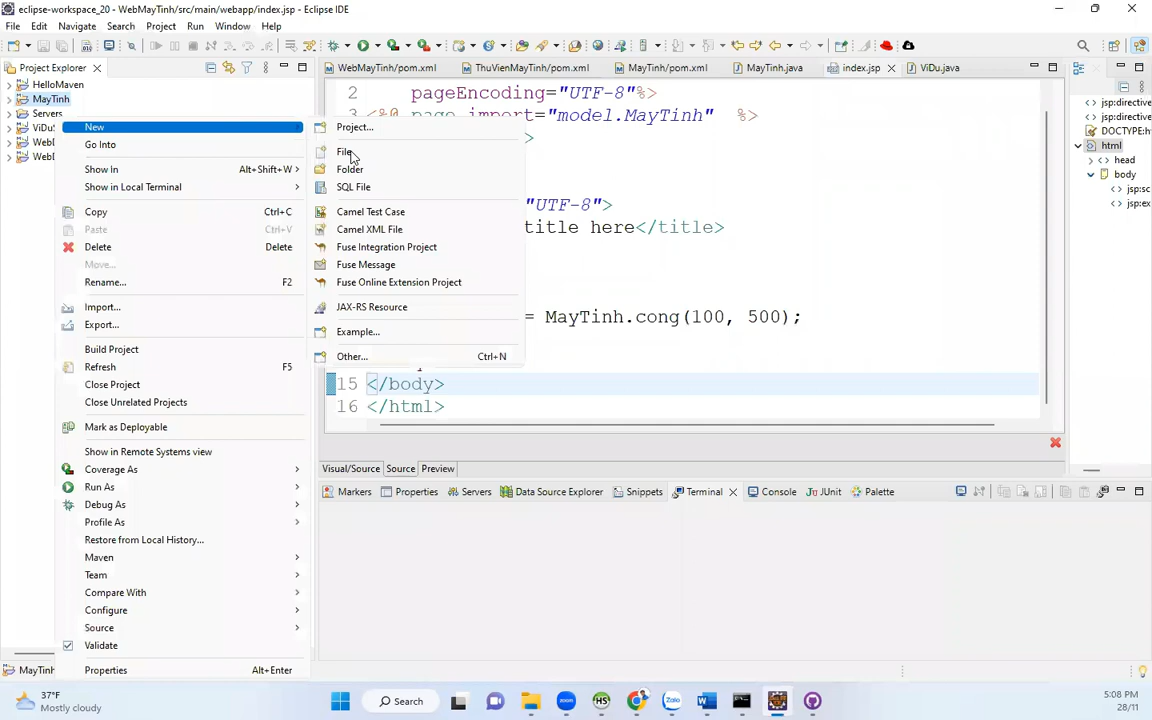 eclipse-workspace_20 - WebMayTinh/src/main/webapp/index.jsp - Eclipse IDE
File Edit Navigate Search Project Run Window Help
Project Explorer
WebMayTinh/pom.xml ThuVienMayTinh/pom.xml MayTinh/pom.xml MayTinh.java index.jsp ViDu.java
HelloMaven
MayTinh
Servers
New
Go Into
Show In Alt+Shift+W
Show in Local Terminal
Copy Ctrl+C
Paste Ctrl+V
Delete Delete
Move...
Rename... F2
Import...
Export...
Build Project
Refresh F5
Close Project
Close Unrelated Projects
Mark as Deployable
Show in Remote Systems view
Coverage As
Run As
Debug As
Profile As
Restore from Local History...
Maven
Team
Compare With
Configure
Source
Validate
Properties Alt+Enter
Project...
File
Folder
SQL File
Camel Test Case
Camel XML File
Fuse Integration Project
Fuse Message
Fuse Online Extension Project
JAX-RS Resource
Example...
Other... Ctrl+N
2 pageEncoding="UTF-8"%>
3 <%@ page import="model.MayTinh" %>
>
"UTF-8">
title here</title>
= MayTinh.cong(100, 500);
15 </body>
16 </html>
Visual/Source Source Preview
Markers Properties Servers Data Source Explorer Snippets Terminal Console JUnit Palette
jsp:directive
jsp:directive
DOCTYPE:
html
head
body
jsp:sc
jsp:ex
MayTinh
37°F
Mostly cloudy
Search
5:08 PM
28/11